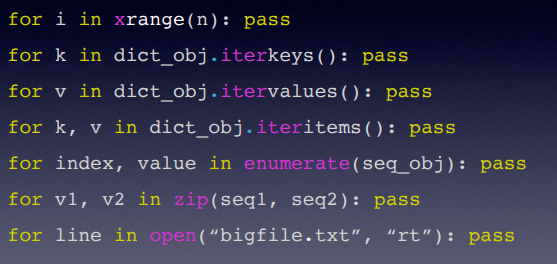 for i in xrange(n): pass
for k in dict_obj.iterkeys(): pass
for v in dict_obj.itervalues(): pass
for k, v in dict_obj.iteritems(): pass
for index, value in enumerate(seq_obj): pass
for v1, v2 in zip(seq1, seq2): pass
for line in open(“bigfile.txt”, “rt”): pass